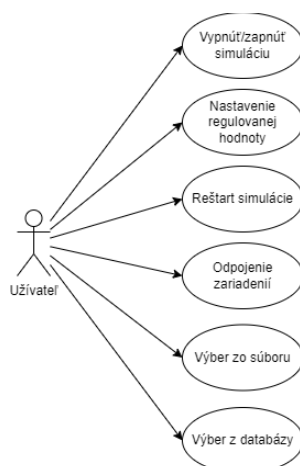 Vypnúť/zapnúť
simuláciu
Nastavenie
regulovanej
hodnoty
Reštart simulácie
Odpojenie
zariadení
Užívateľ
Výber zo súboru
Výber z databázy